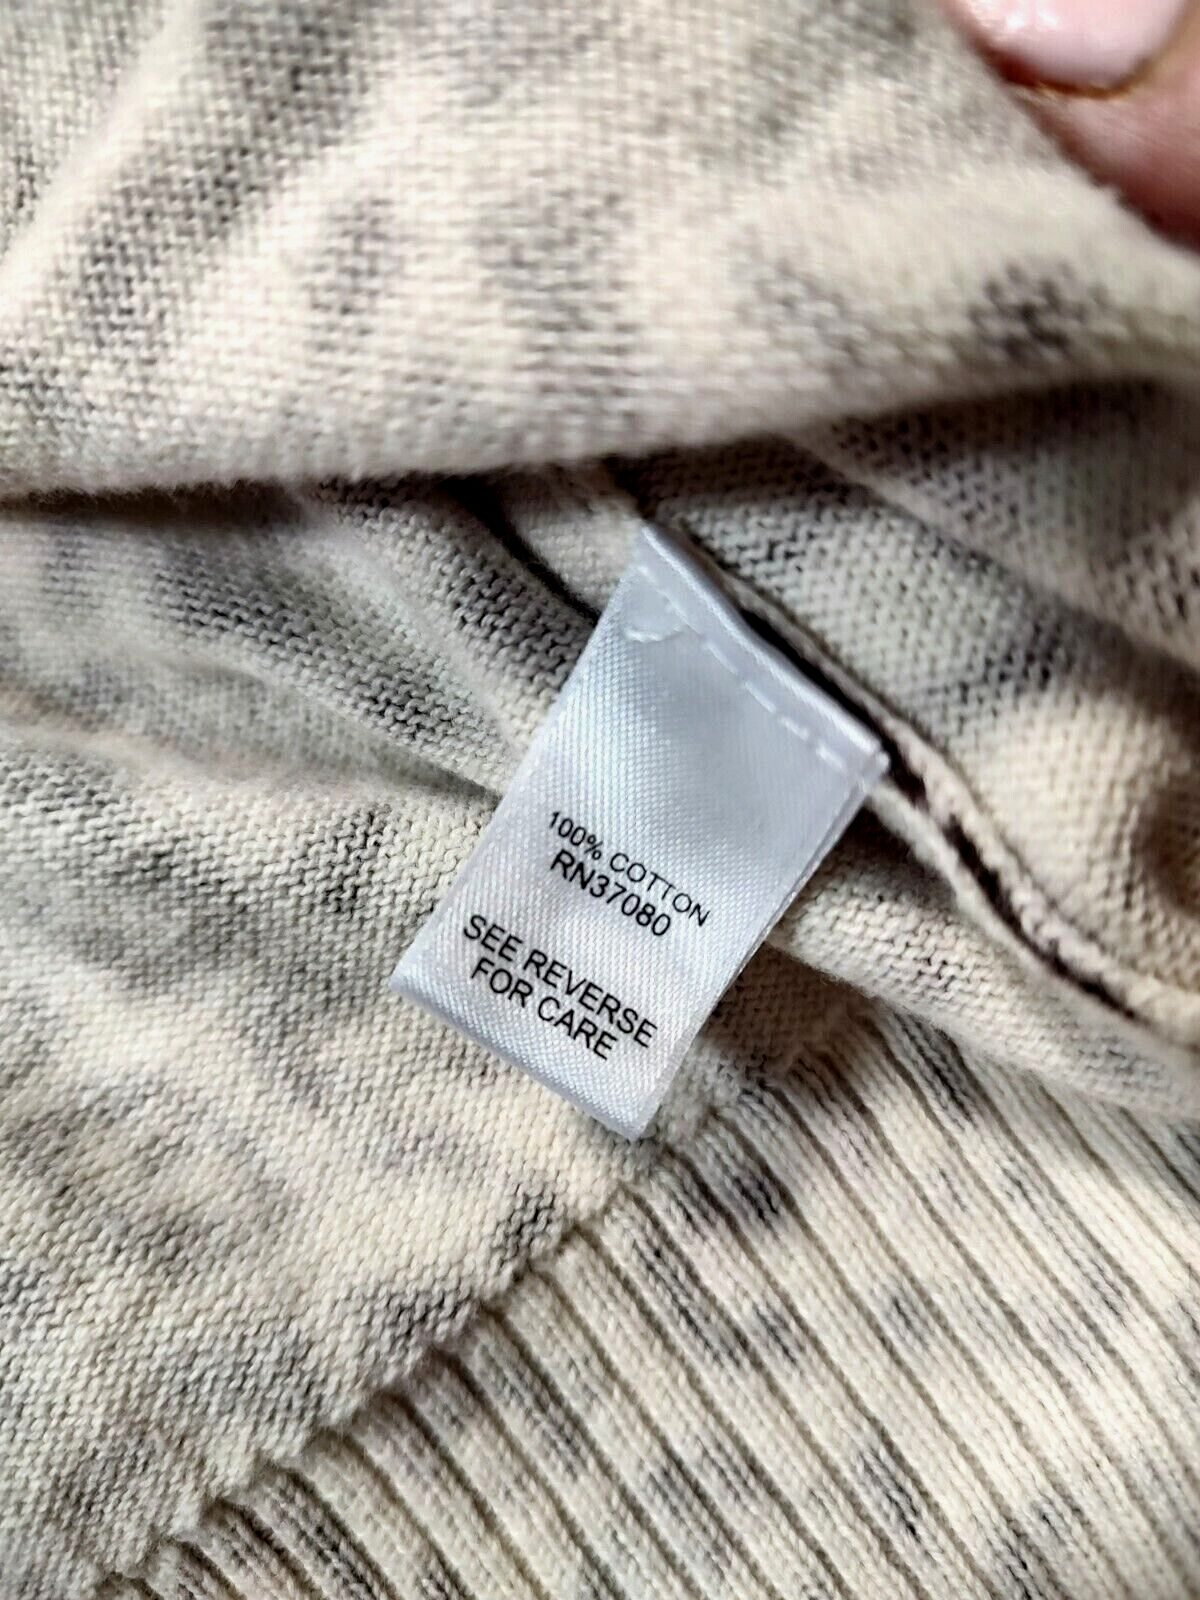 100% COTTON
RN37080
SEE REVERSE
FOR CARE